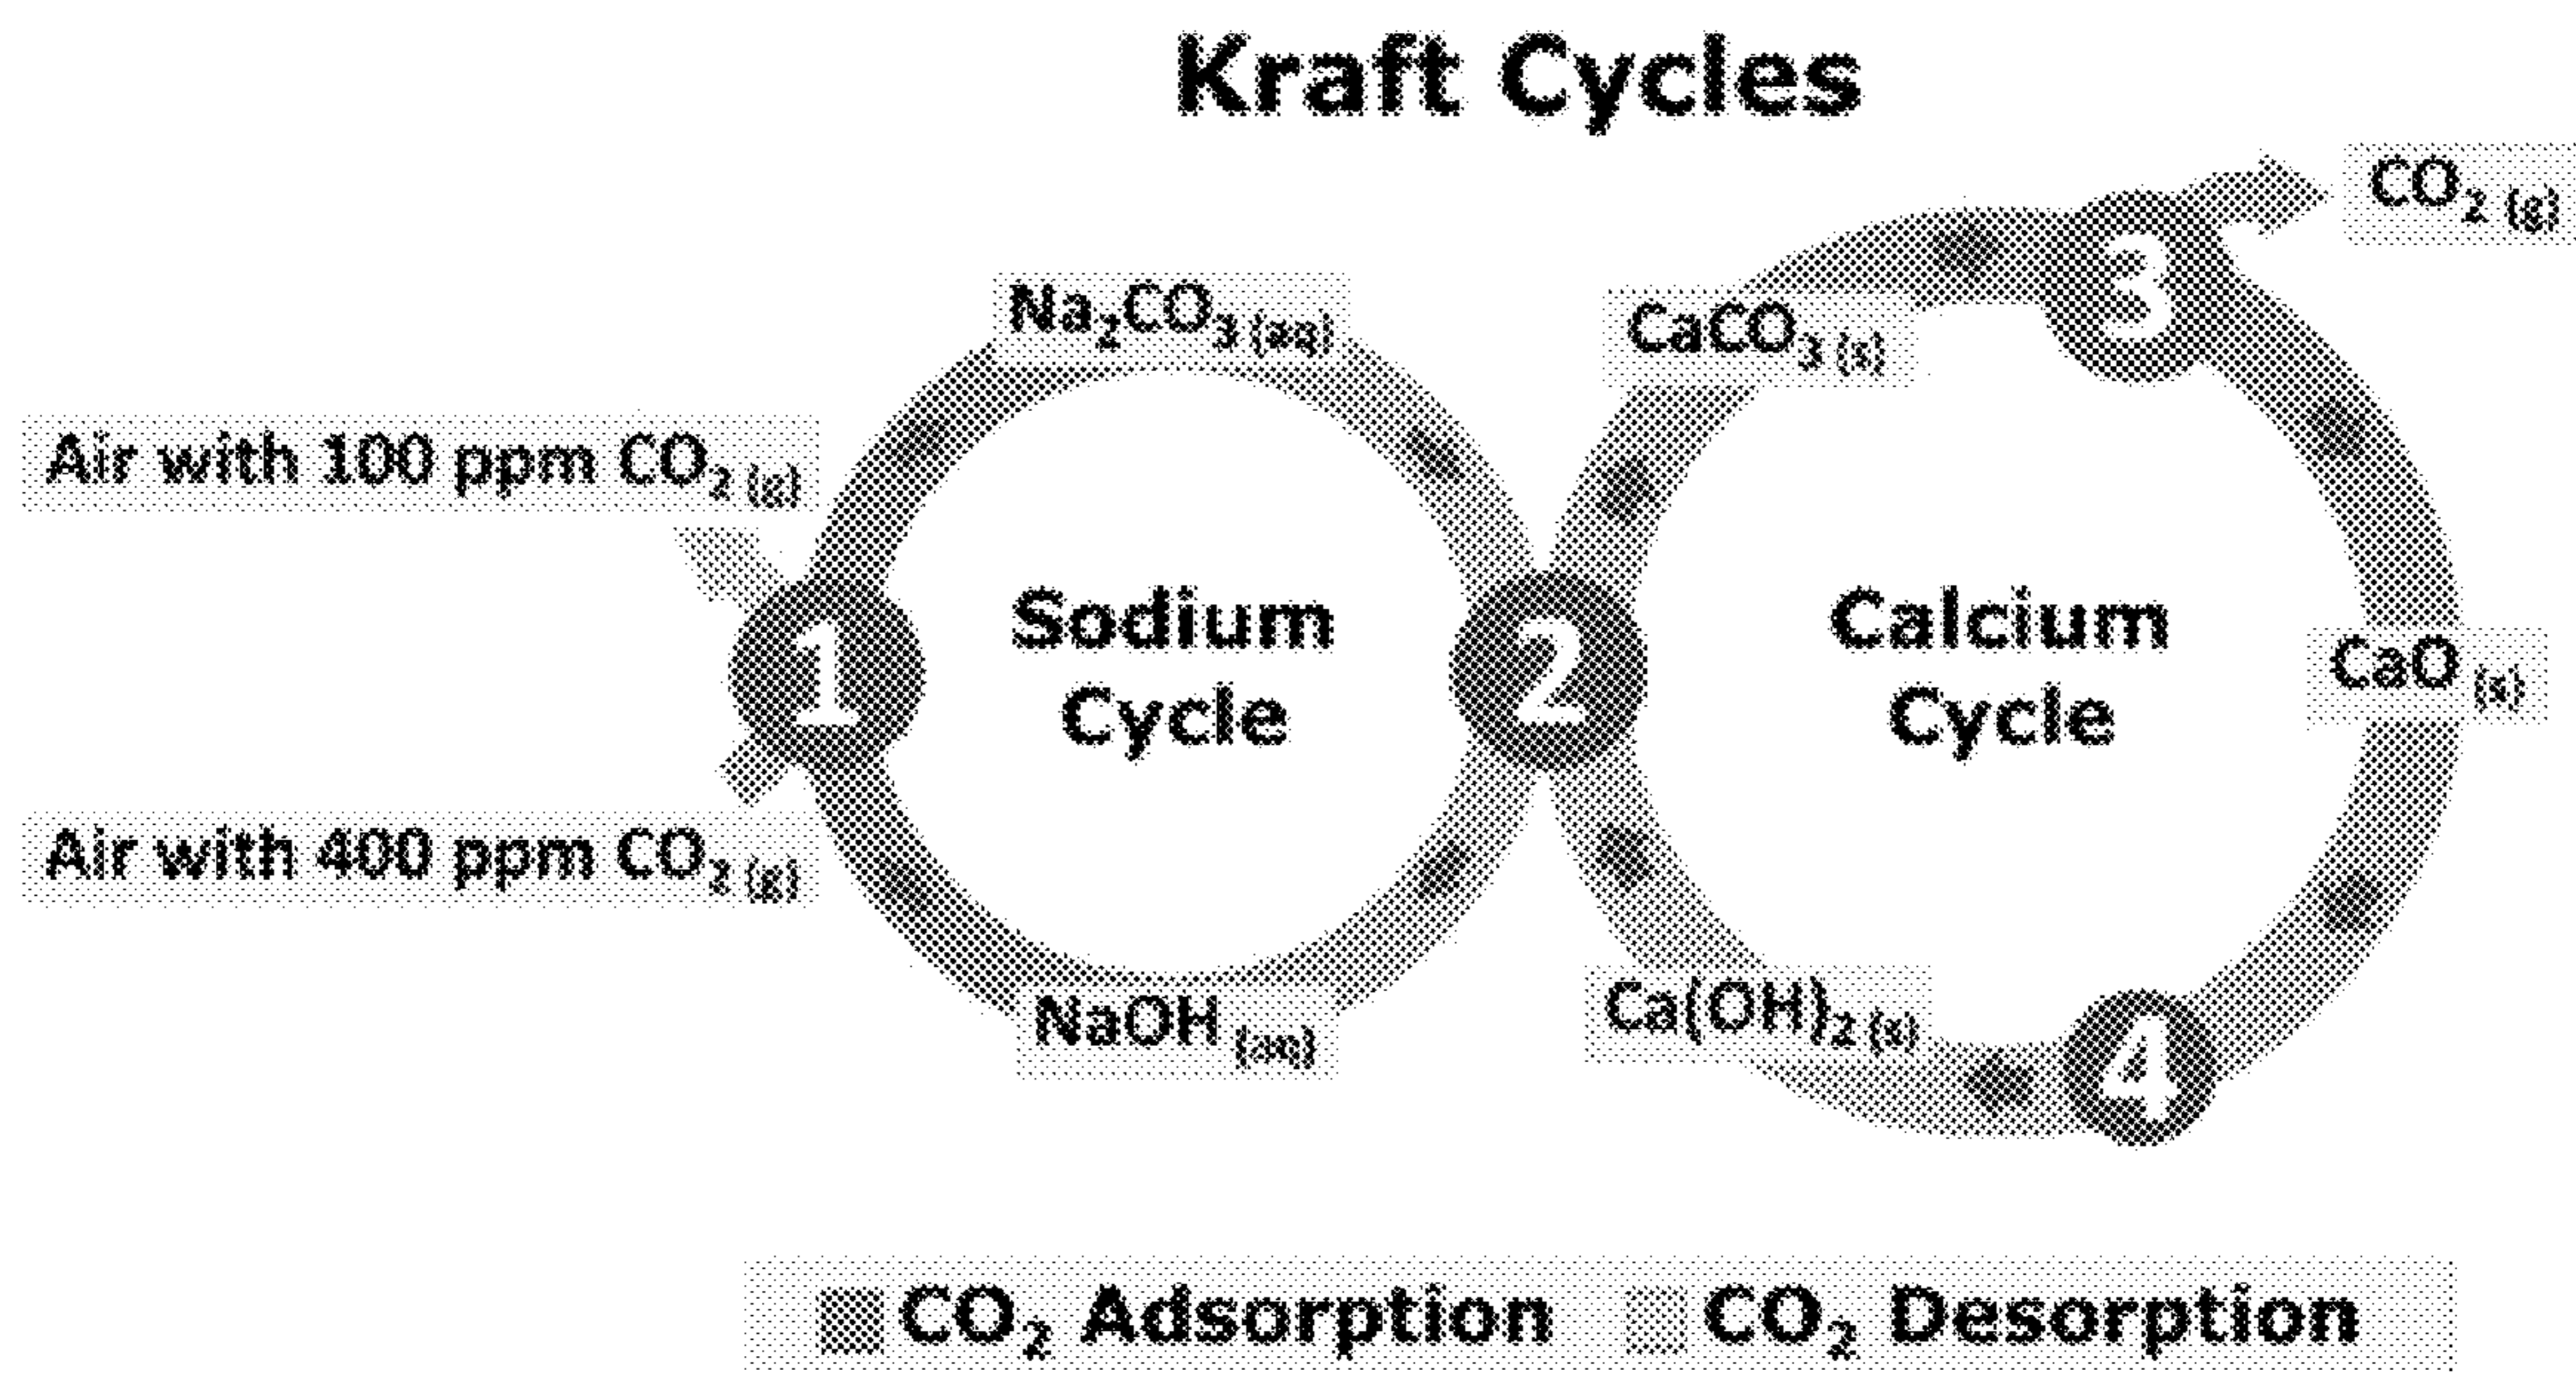 Kraft Cycles
CO₂ (g)
Na₂CO₃ (aq)
CaCO₃ (s)
3
Air with 100 ppm CO₂ (g)
1
Sodium
Cycle
2
Calcium
Cycle
CaO (s)
Air with 400 ppm CO₂ (g)
NaOH (aq)
Ca(OH)₂ (s)
4
CO₂ Adsorption
CO₂ Desorption